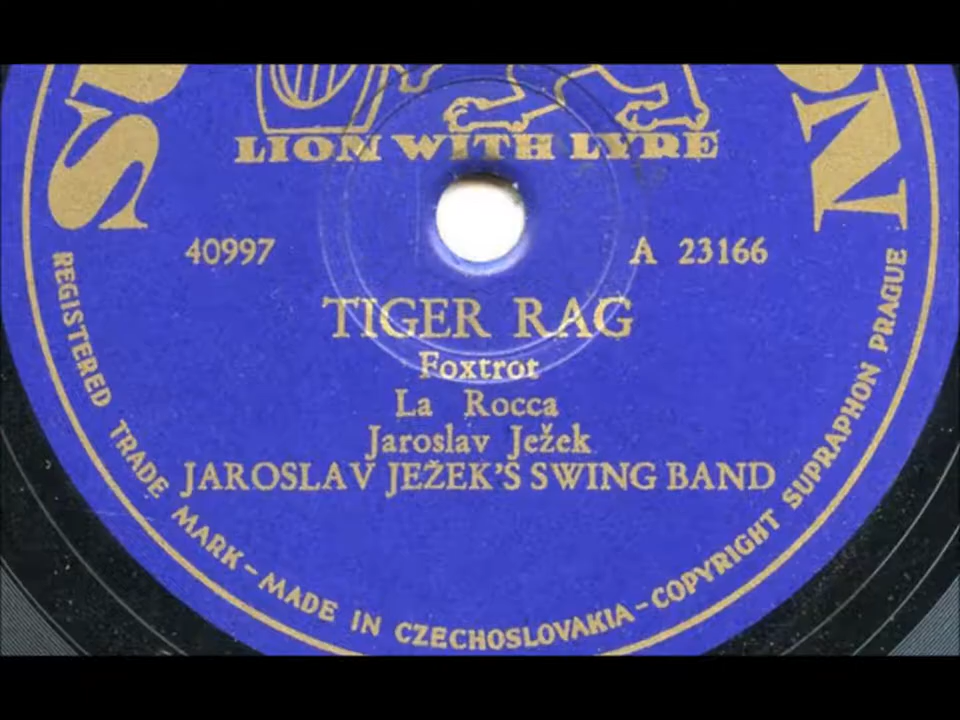 LION WITH LYRE
40997
A 23166
TIGER RAG
Foxtrot
La Rocca
Jaroslav Ježek
JAROSLAV JEŽEK'S SWING BAND
REGISTERED TRADE MARK – MADE IN CZECHOSLOVAKIA – COPYRIGHT SUPRAPHON PRAGUE